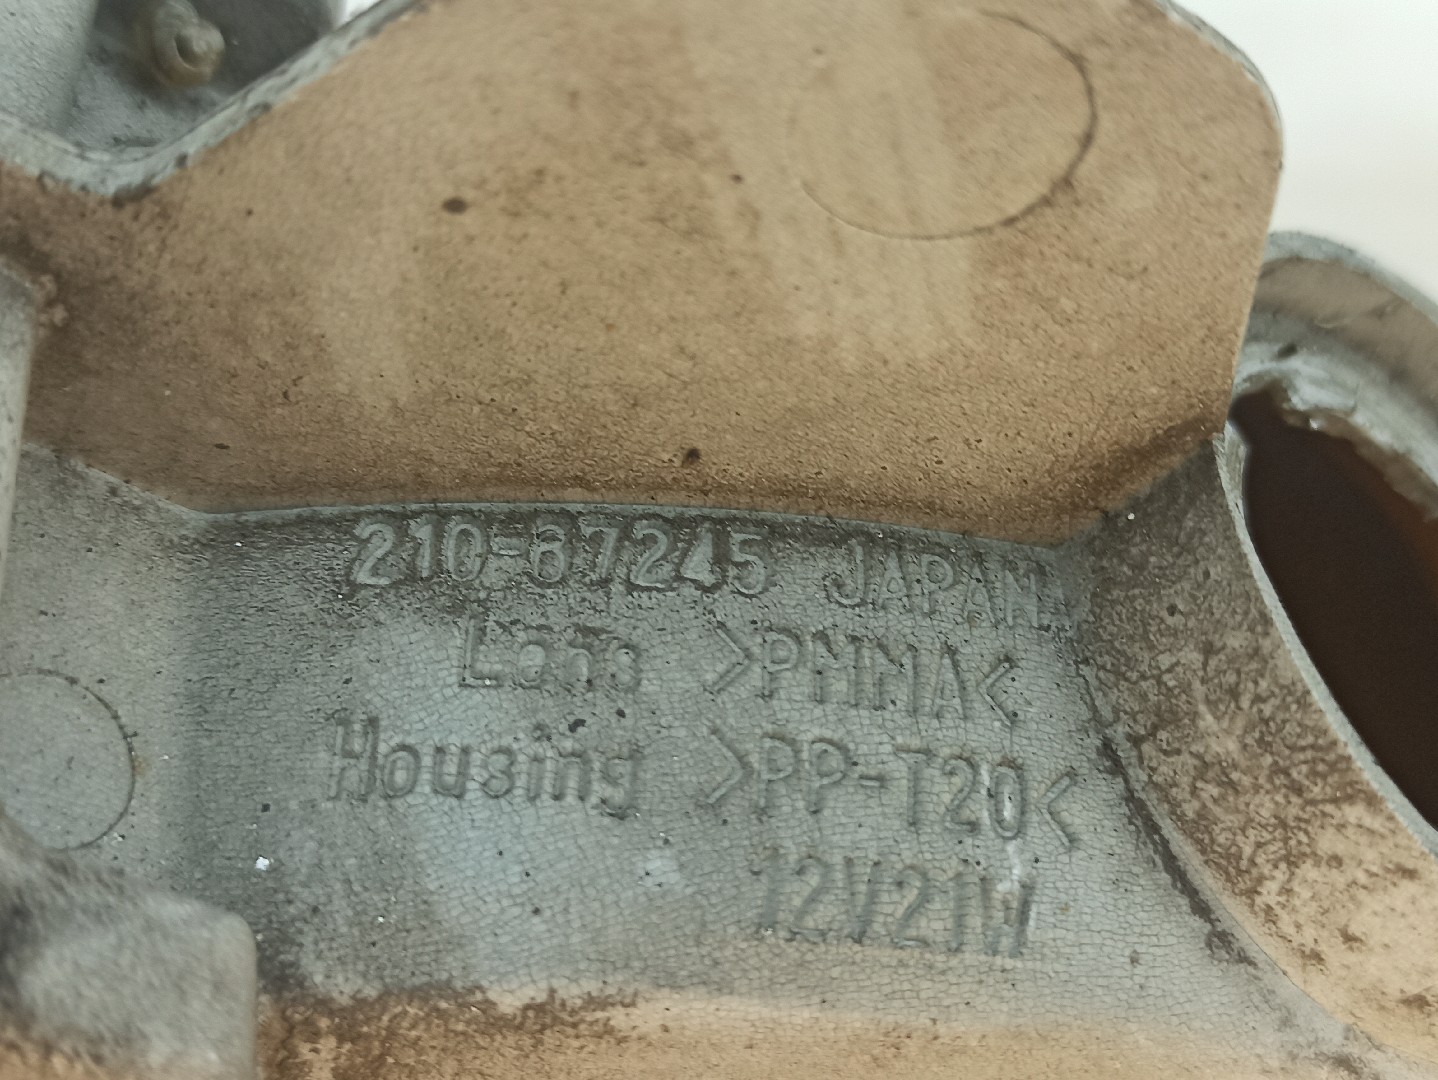 210-87245 JAPAN
Lens >PMMA<
Housing >PP-T20<
12V21W